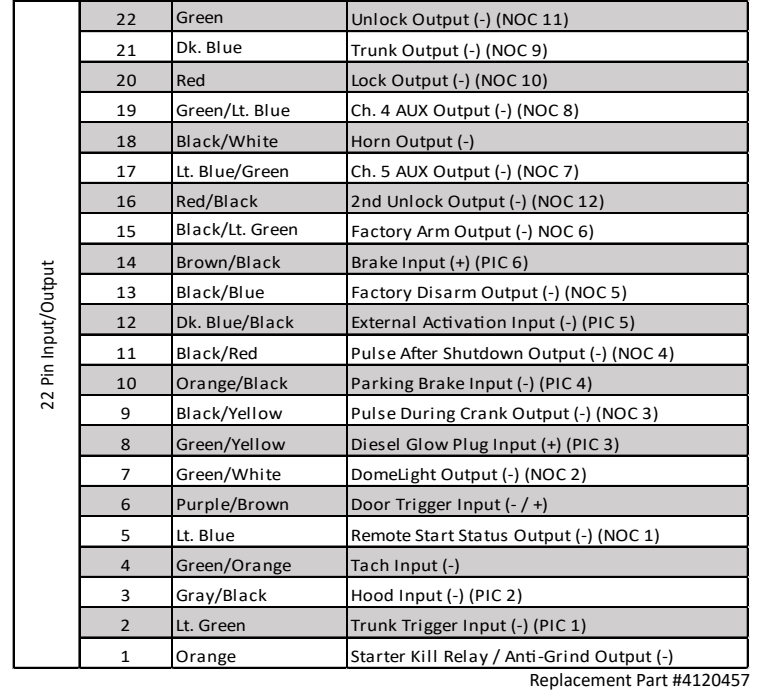 22 Pin Input/Output
22 Green Unlock Output (-) (NOC 11)
21 Dk. Blue Trunk Output (-) (NOC 9)
20 Red Lock Output (-) (NOC 10)
19 Green/Lt. Blue Ch. 4 AUX Output (-) (NOC 8)
18 Black/White Horn Output (-)
17 Lt. Blue/Green Ch. 5 AUX Output (-) (NOC 7)
16 Red/Black 2nd Unlock Output (-) (NOC 12)
15 Black/Lt. Green Factory Arm Output (-) NOC 6)
14 Brown/Black Brake Input (+) (PIC 6)
13 Black/Blue Factory Disarm Output (-) (NOC 5)
12 Dk. Blue/Black External Activation Input (-) (PIC 5)
11 Black/Red Pulse After Shutdown Output (-) (NOC 4)
10 Orange/Black Parking Brake Input (-) (PIC 4)
9 Black/Yellow Pulse During Crank Output (-) (NOC 3)
8 Green/Yellow Diesel Glow Plug Input (+) (PIC 3)
7 Green/White DomeLight Output (-) (NOC 2)
6 Purple/Brown Door Trigger Input (- / +)
5 Lt. Blue Remote Start Status Output (-) (NOC 1)
4 Green/Orange Tach Input (-)
3 Gray/Black Hood Input (-) (PIC 2)
2 Lt. Green Trunk Trigger Input (-) (PIC 1)
1 Orange Starter Kill Relay / Anti-Grind Output (-)
Replacement Part #4120457